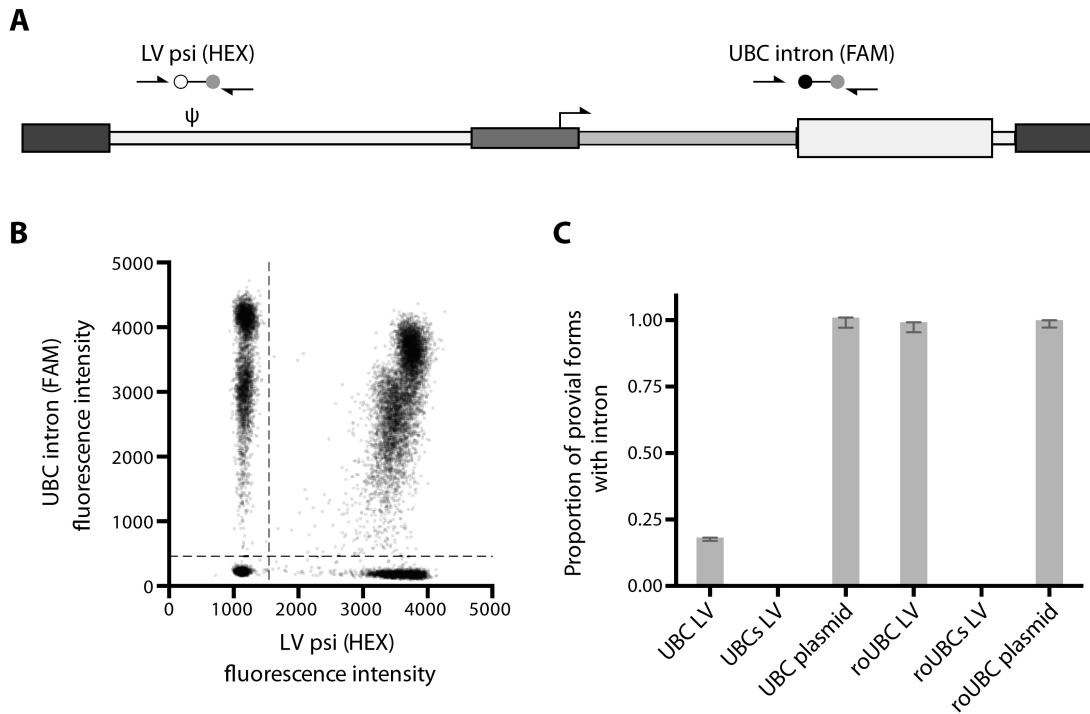 A
LV psi (HEX)
UBC intron (FAM)
ψ
B
UBC intron (FAM)
fluorescence intensity
5000
4000
3000
2000
1000
0
0 1000 2000 3000 4000 5000
LV psi (HEX)
fluorescence intensity
C
Proportion of provial forms
with intron
1.00
0.75
0.50
0.25
0.00
UBC LV
UBCs LV
UBC plasmid
roUBC LV
roUBCs LV
roUBC plasmid